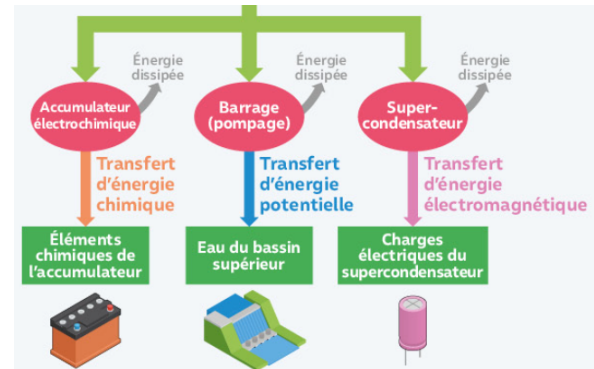 Énergie
dissipée
Accumulateur
électrochimique
Énergie
dissipée
Barrage
(pompage)
Énergie
dissipée
Super-
condensateur
Transfert
d'énergie
chimique
Transfert
d'énergie
potentielle
Transfert
d'énergie
électromagnétique
Éléments
chimiques de
l'accumulateur
Eau du bassin
supérieur
Charges
électriques du
supercondensateur